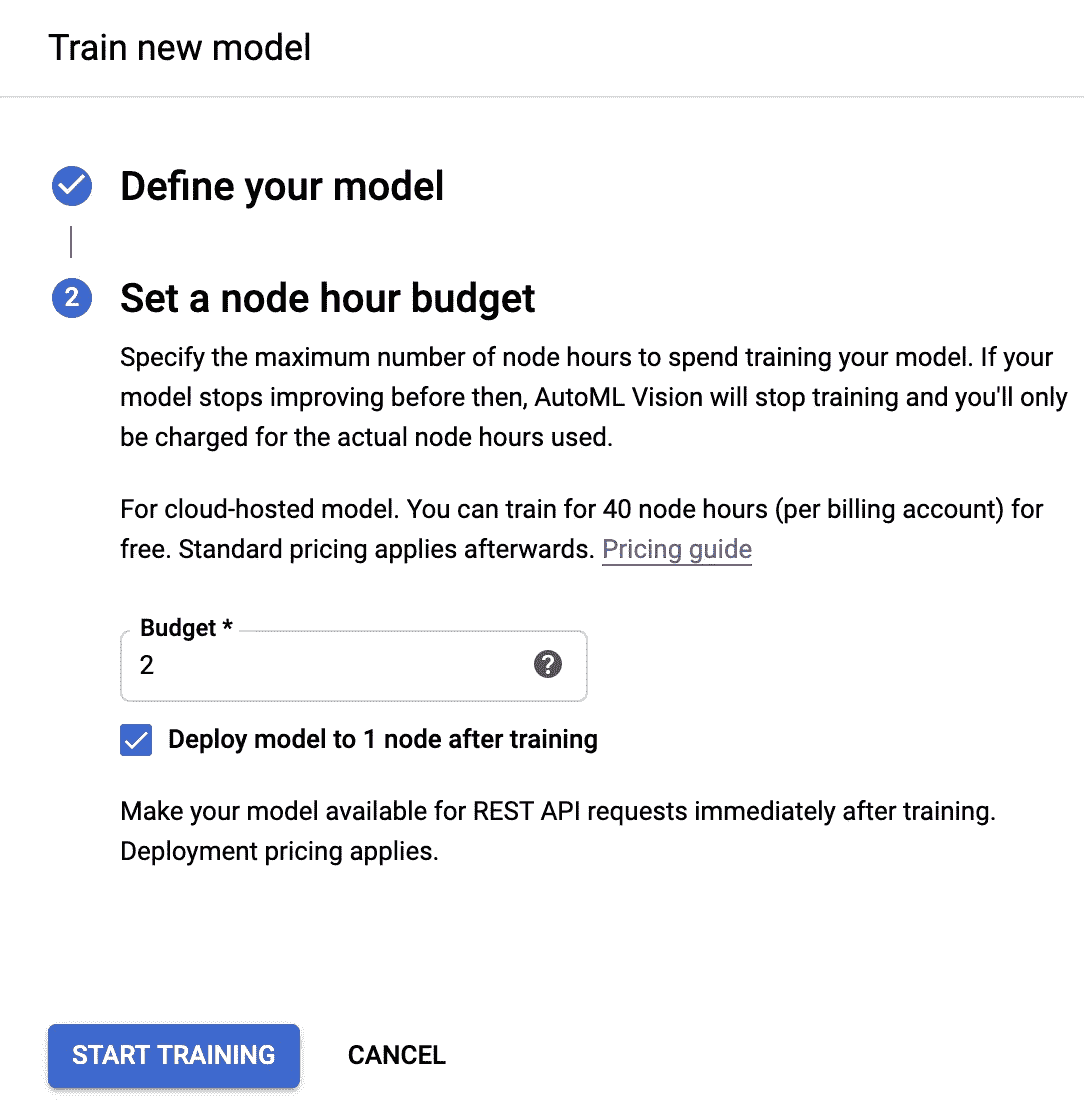 Train new model
Define your model
2
Set a node hour budget
Specify the maximum number of node hours to spend training your model. If your
model stops improving before then, AutoML Vision will stop training and you'll only
be charged for the actual node hours used.
For cloud-hosted model. You can train for 40 node hours (per billing account) for
free. Standard pricing applies afterwards. Pricing guide
Budget *
2
?
Deploy model to 1 node after training
Make your model available for REST API requests immediately after training.
Deployment pricing applies.
START TRAINING CANCEL